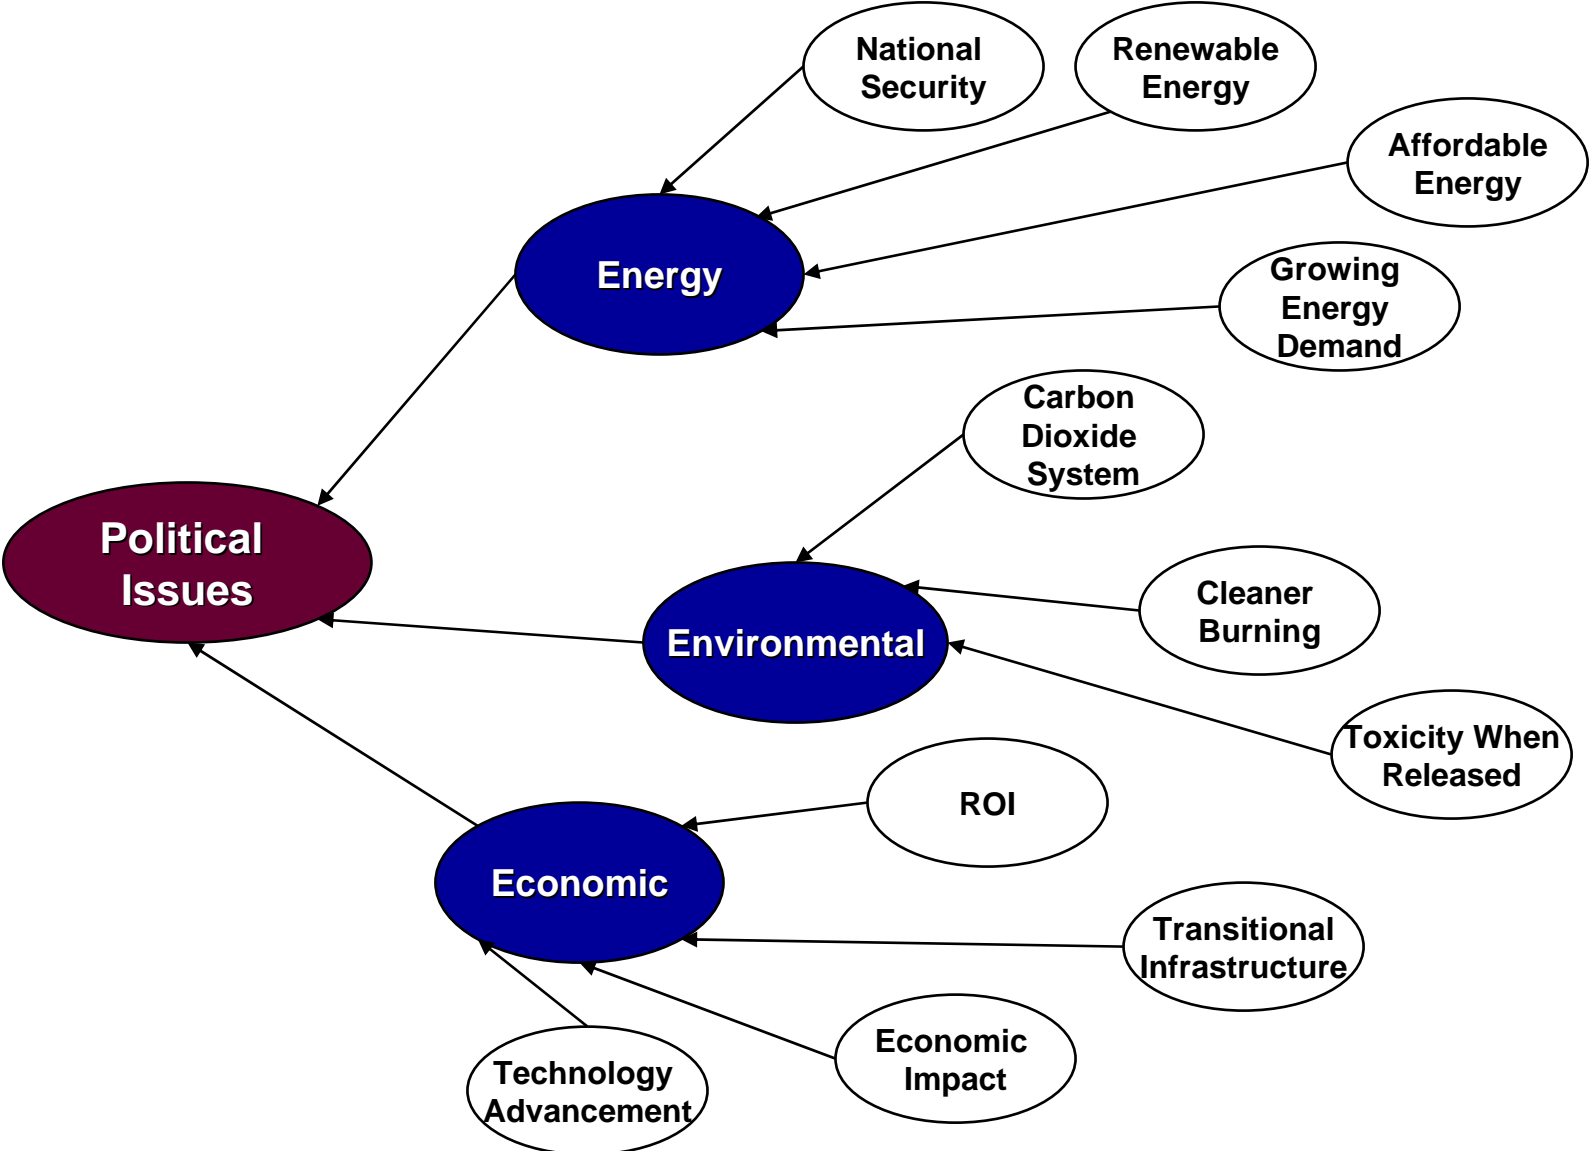 National
Security
Renewable
Energy
Affordable
Energy
Energy
Growing
Energy
Demand
Carbon
Dioxide
System
Political
Issues
Cleaner
Burning
Environmental
Toxicity When
Released
ROI
Economic
Transitional
Infrastructure
Economic
Impact
Technology
Advancement